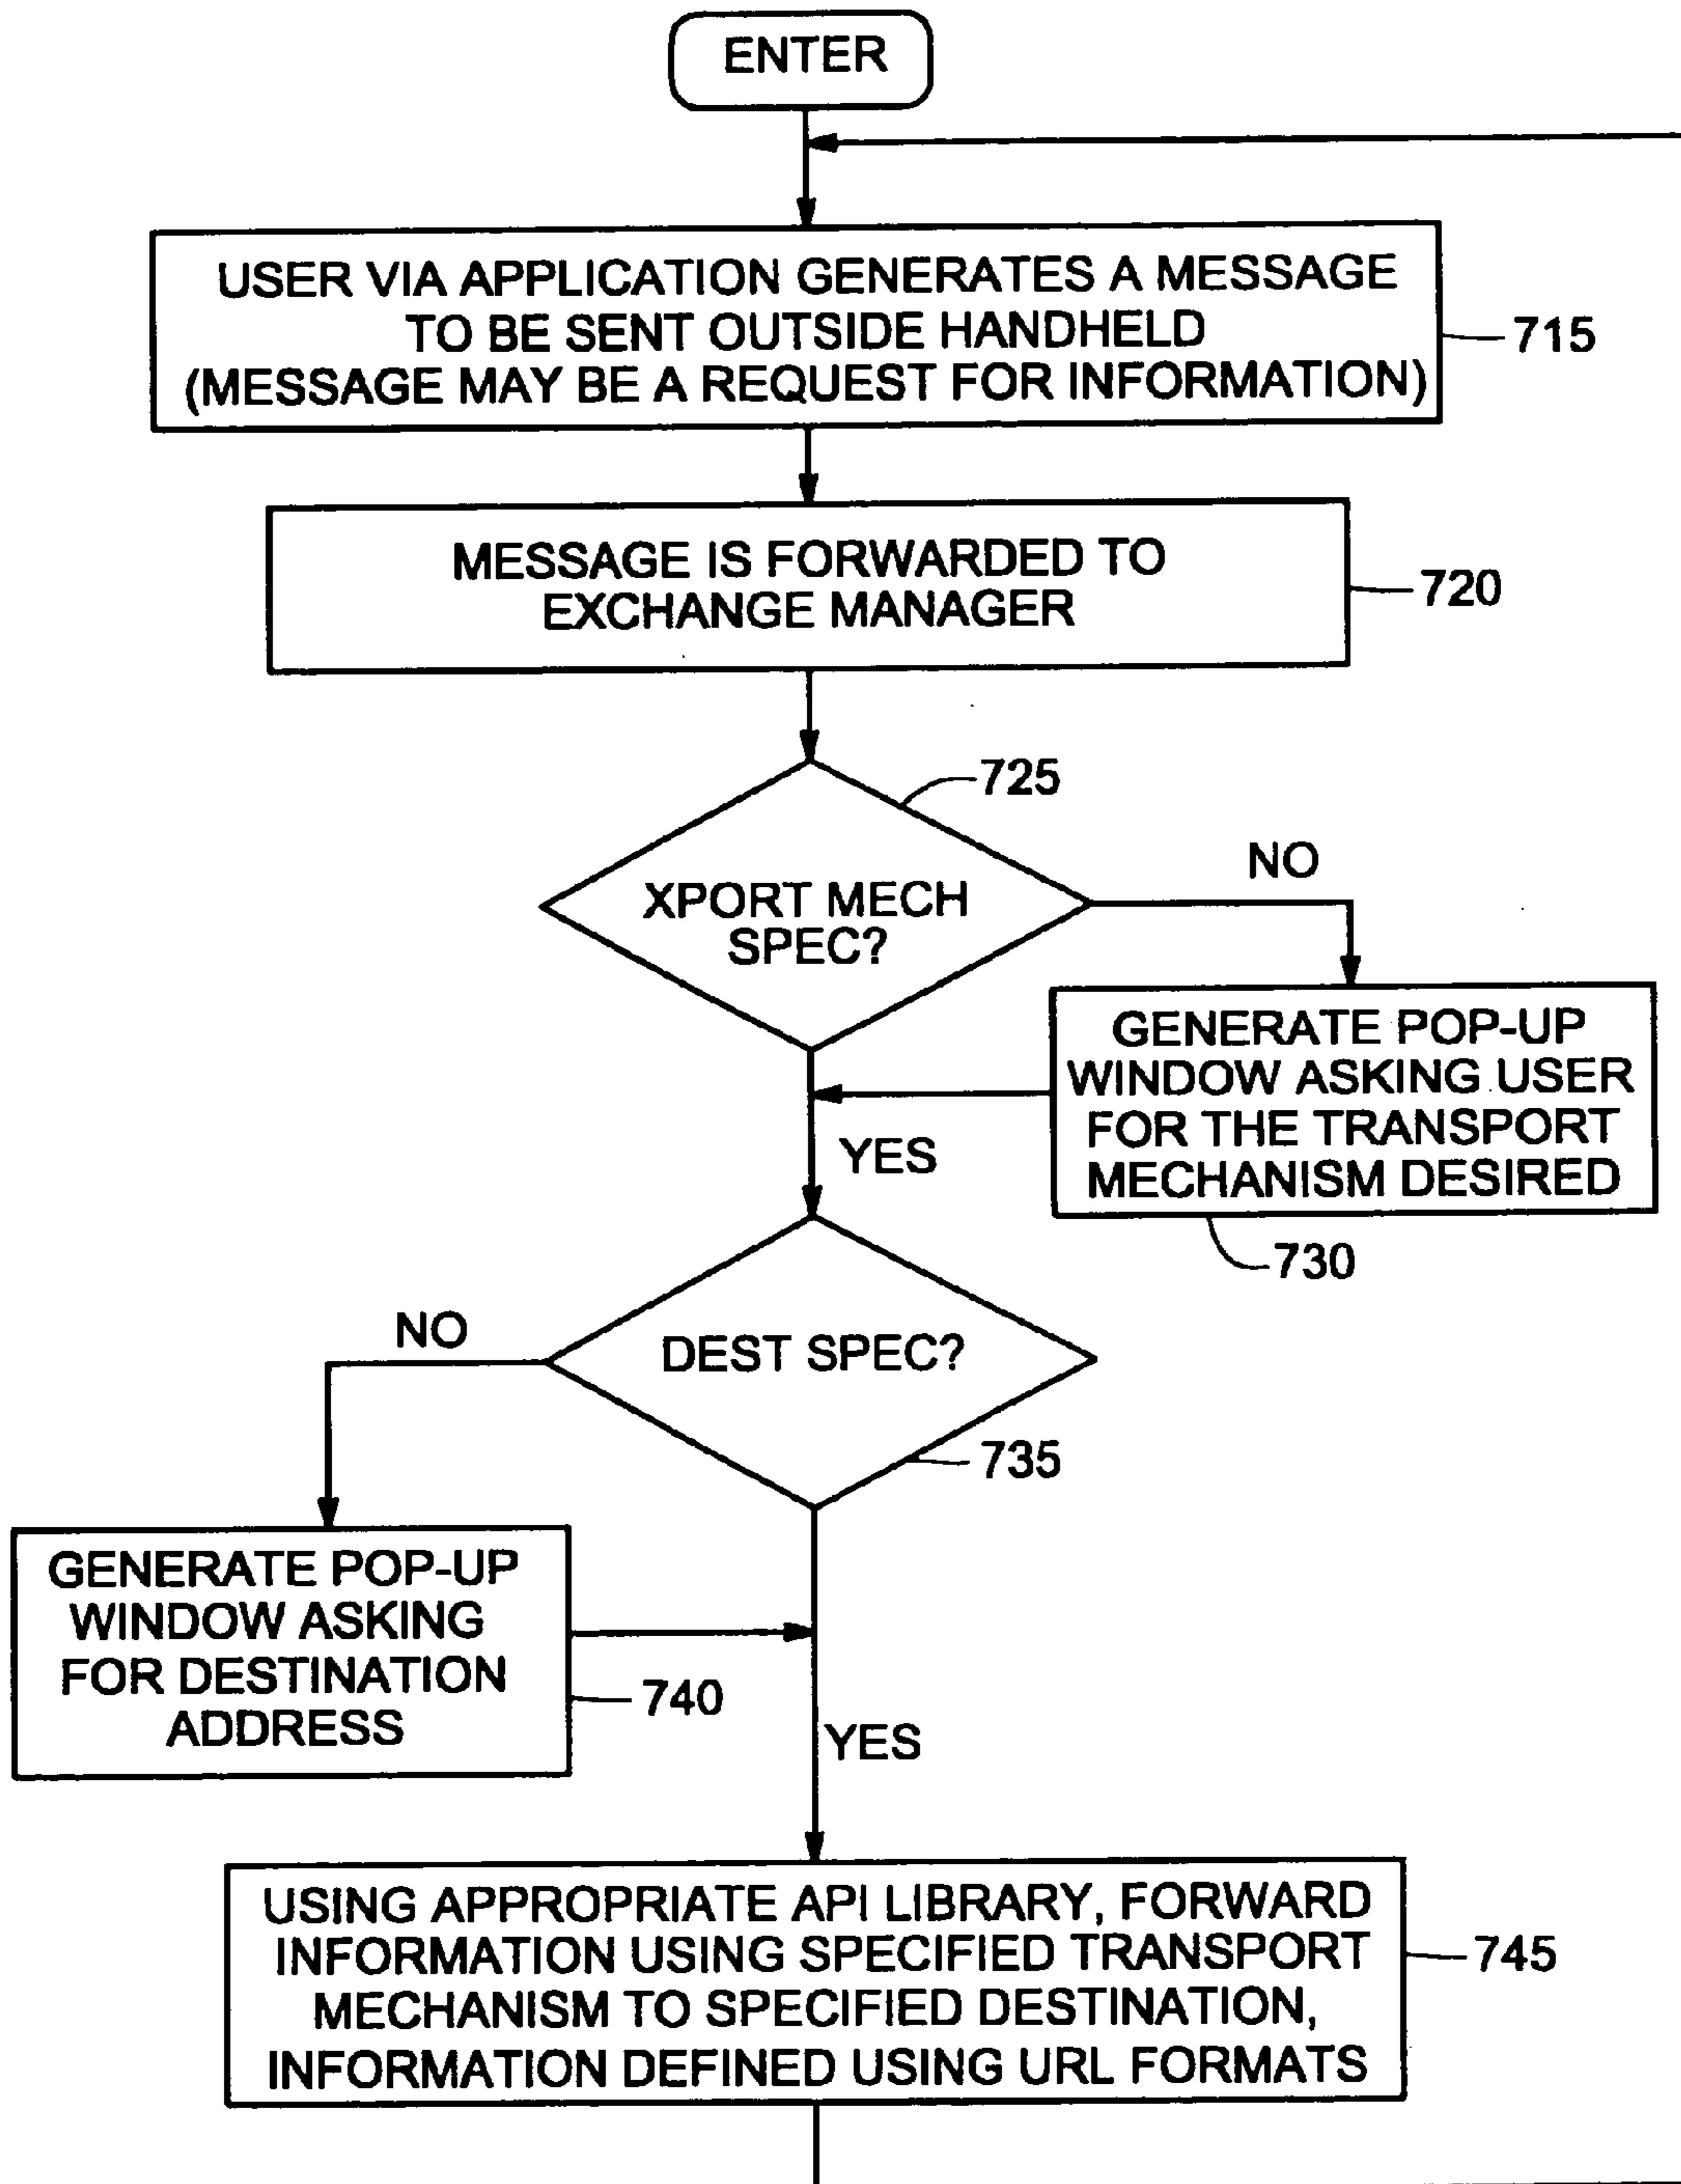 ENTER
USER VIA APPLICATION GENERATES A MESSAGE
TO BE SENT OUTSIDE HANDHELD
(MESSAGE MAY BE A REQUEST FOR INFORMATION)
715
MESSAGE IS FORWARDED TO
EXCHANGE MANAGER
720
725
XPORT MECH
SPEC?
NO
GENERATE POP-UP
WINDOW ASKING USER
FOR THE TRANSPORT
MECHANISM DESIRED
730
YES
DEST SPEC?
735
NO
GENERATE POP-UP
WINDOW ASKING
FOR DESTINATION
ADDRESS
740
YES
USING APPROPRIATE API LIBRARY, FORWARD
INFORMATION USING SPECIFIED TRANSPORT
MECHANISM TO SPECIFIED DESTINATION,
INFORMATION DEFINED USING URL FORMATS
745